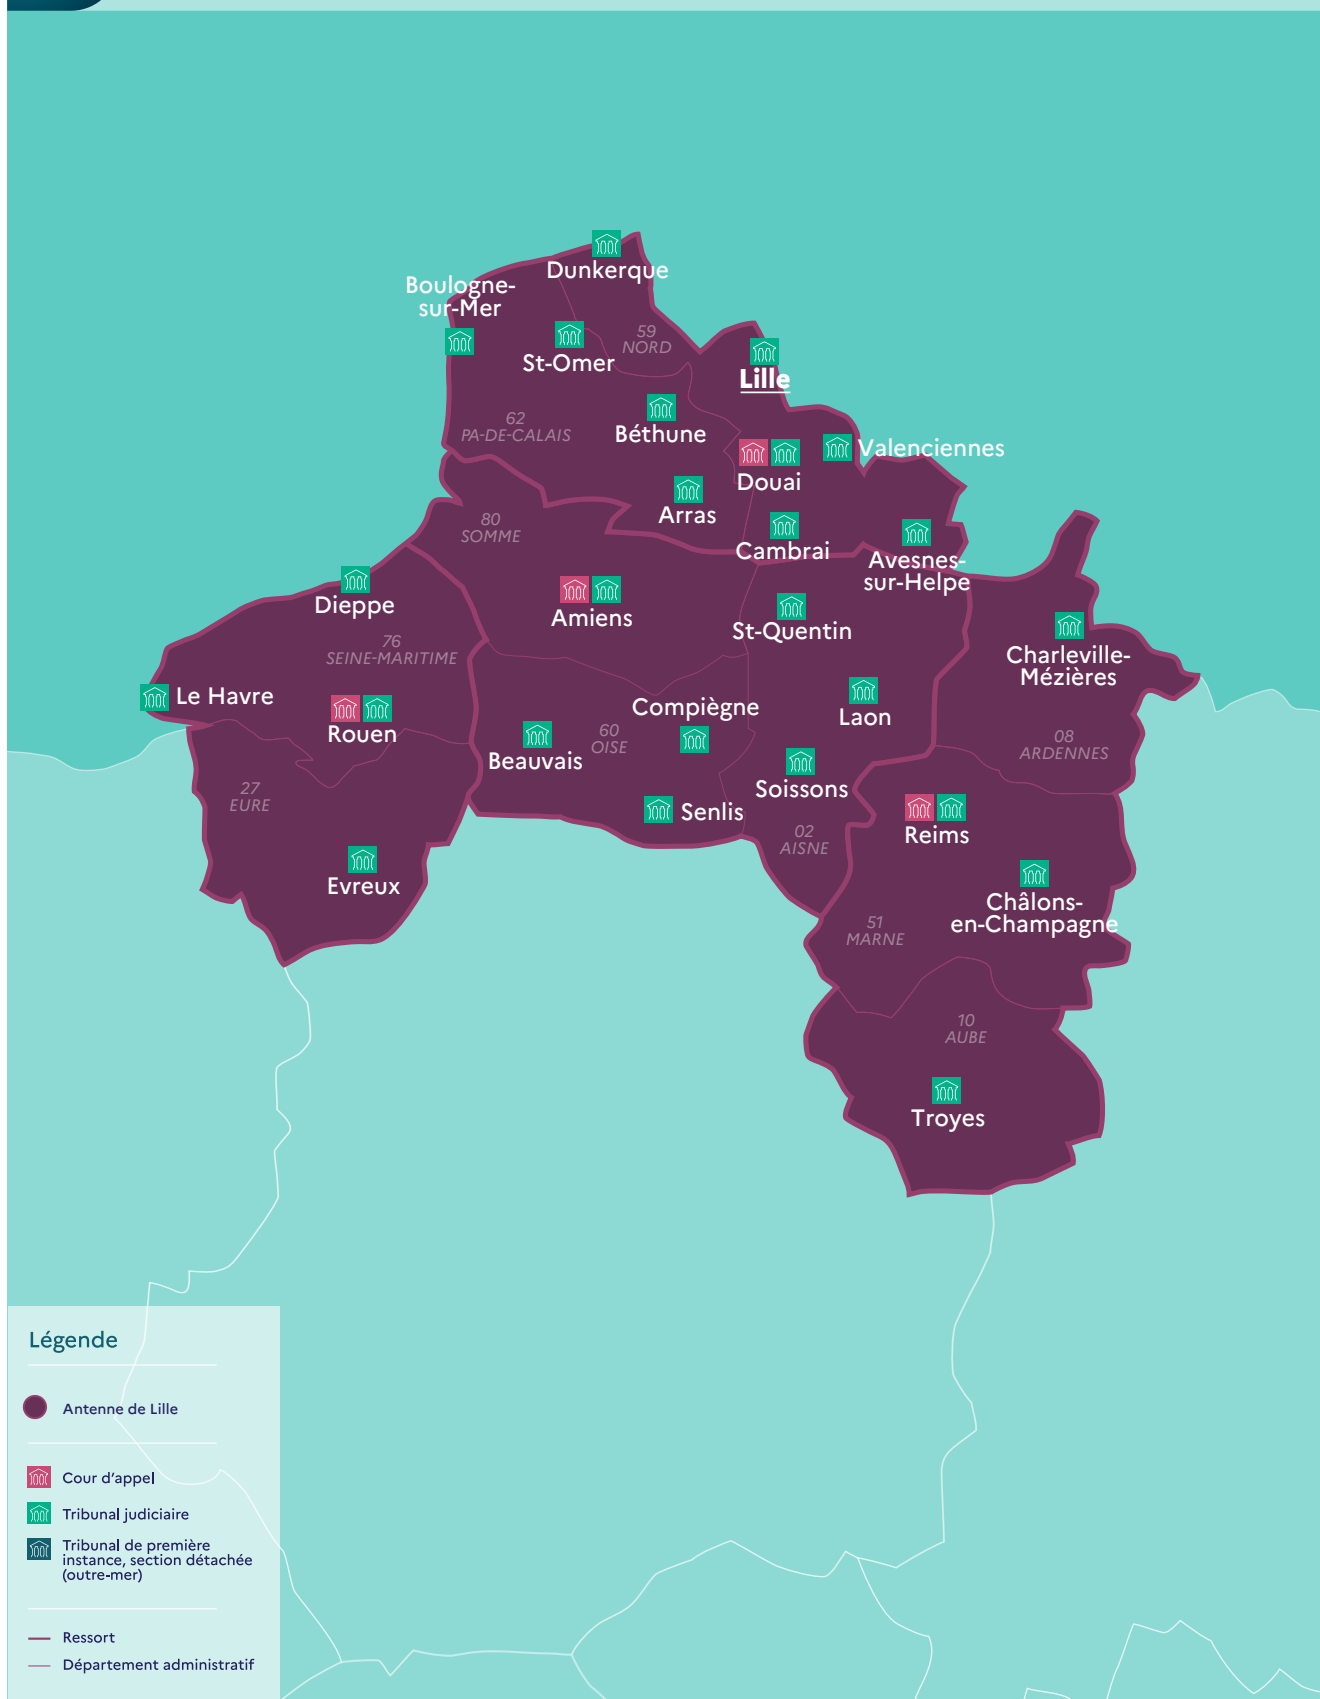 Dunkerque
Boulogne-
sur-Mer
59
NORD
St-Omer
Lille
62
PA-DE-CALAIS
Béthune
Valenciennes
Douai
Arras
80
SOMME
Cambrai
Avesnes-
sur-Helpe
Dieppe
Amiens
St-Quentin
76
SEINE-MARITIME
Charleville-
Mézières
Le Havre
Compiègne
Laon
Rouen
60
OISE
08
ARDENNES
Beauvais
27
EURE
Soissons
Senlis
02
AISNE
Reims
Evreux
Châlons-
en-Champagne
51
MARNE
10
AUBE
Troyes
Légende
Antenne de Lille
Cour d'appel
Tribunal judiciaire
Tribunal de première
instance, section détachée
(outre-mer)
Ressort
Département administratif